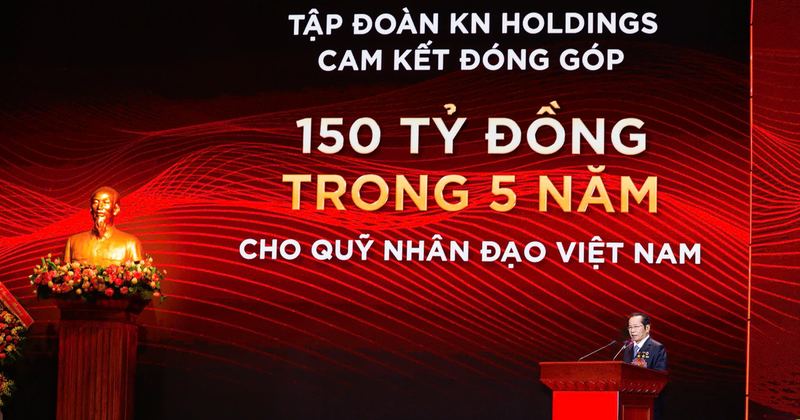 TẬP ĐOÀN KN HOLDINGS
CAM KẾT ĐÓNG GÓP
150 TỶ ĐỒNG
TRONG 5 NĂM
CHO QUỸ NHÂN ĐẠO VIỆT NAM